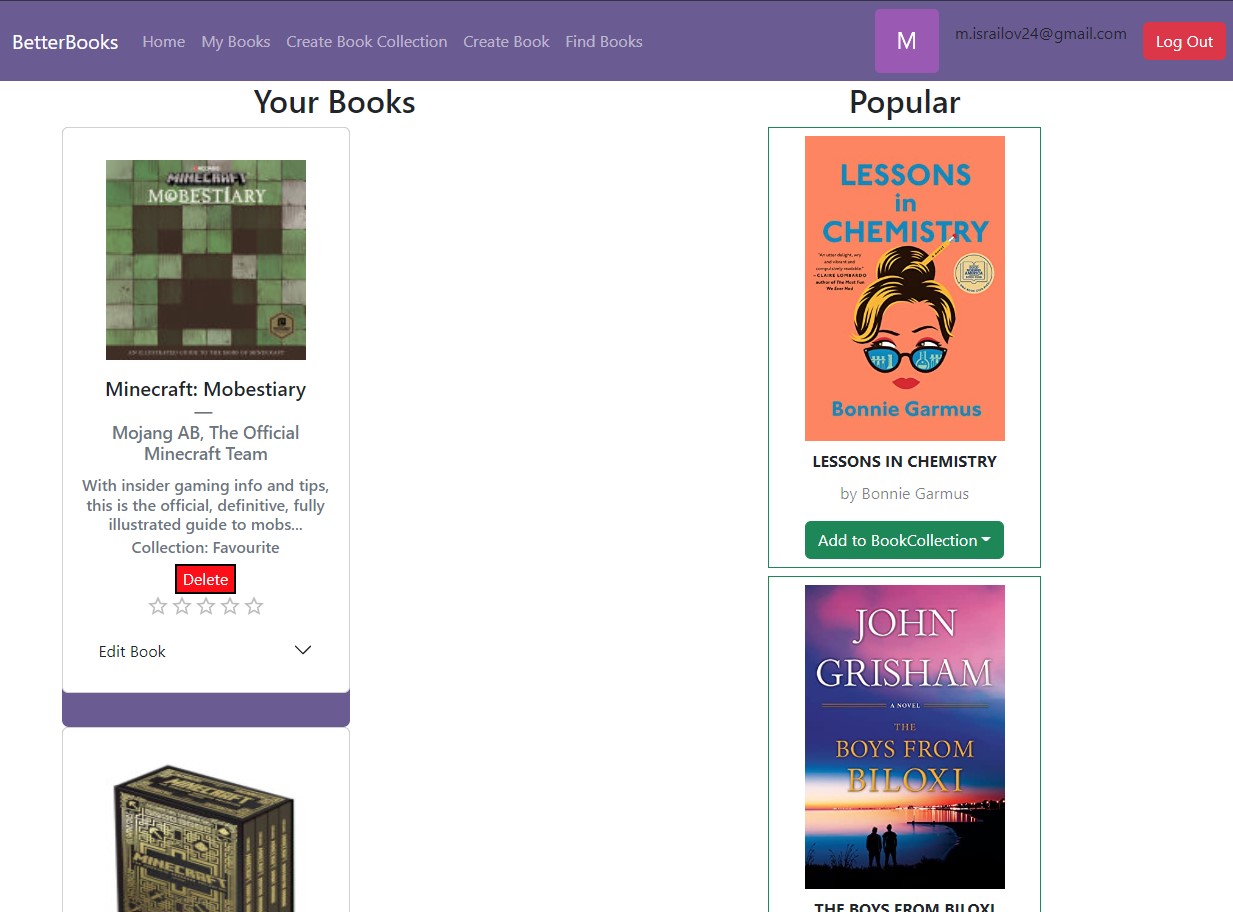 BetterBooks Home My Books Create Book Collection Create Book Find Books M m.israilov24@gmail.com Log Out
Your Books
MINECRAFT
MOBESTIARY
AN ILLUSTRATED GUIDE TO THE MOBS OF MINECRAFT
Minecraft: Mobestiary
—
Mojang AB, The Official
Minecraft Team
With insider gaming info and tips,
this is the official, definitive, fully
illustrated guide to mobs...
Collection: Favourite
Delete
Edit Book
MINECRAFT
MINECRAFT
Popular
LESSONS
in
CHEMISTRY
"An utter delight, wry
and vibrant and
compulsively readable."
—CLAIRE LOMBARDO
author of The Most Fun
We Ever Had
Bonnie Garmus
LESSONS IN CHEMISTRY
by Bonnie Garmus
Add to BookCollection
JOHN
GRISHAM
A NOVEL
THE
BOYS FROM
BILOXI
THE BOYS FROM BILOXI